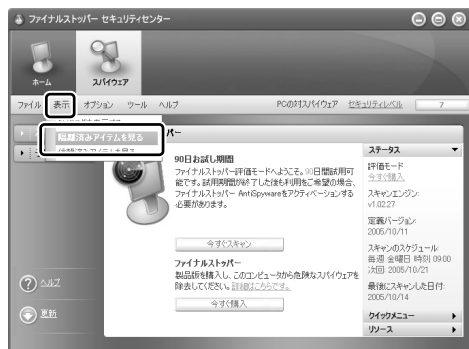 ファイナルストッパー セキュリティセンター
ホーム
スパイウェア
ファイル 表示 オプション ツール ヘルプ
PCの対スパイウェア セキュリティレベル 7
隔離済みアイテムを見る
パー
90日お試し期間
ファイナルストッパー評価モードへようこそ。90日間試用可
能です。試用期間が終了した後も利用をご希望の場合、
ファイナルストッパー AntiSpywareをアクティベーションする
必要があります。
今すぐスキャン
ファイナルストッパー
製品版を購入し、このコンピュータから危険なスパイウェアを
除去してください。詳細はこちらです。
今すぐ購入
ステータス
評価モード
今すぐ購入
スキャンエンジン:
v1.02.27
定義バージョン:
2005/10/11
スキャンのスケジュール:
毎週 金曜日 時刻 09:00
次回 2005/10/21
最後にスキャンした日付:
2005/10/14
クイックメニュー
リソース
ヘルプ
更新